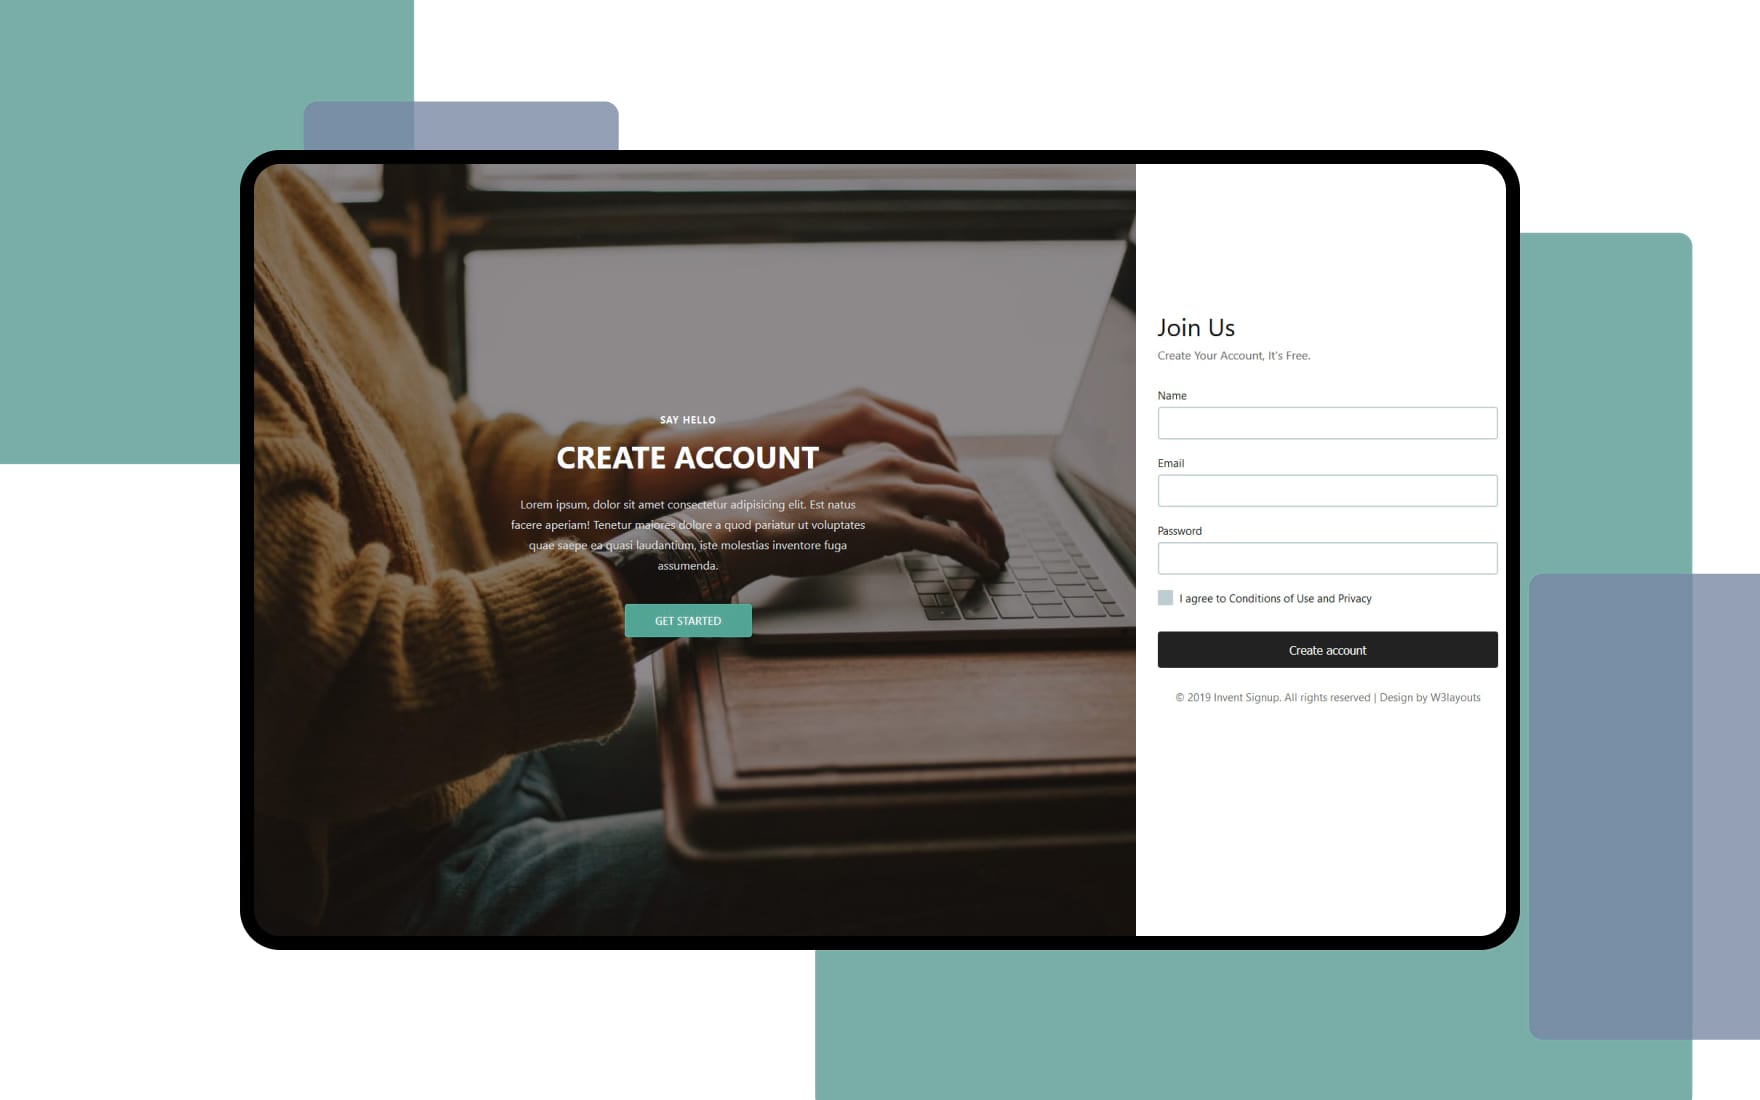 SAY HELLO
CREATE ACCOUNT
Lorem ipsum, dolor sit amet consectetur adipisicing elit. Est natus
facere aperiam! Tenetur maiores dolore a quod pariatur ut voluptates
quae saepe ea quasi laudantium, iste molestias inventore fuga
assumenda.
GET STARTED
Join Us
Create Your Account, It's Free.
Name
Email
Password
I agree to Conditions of Use and Privacy
Create account
© 2019 Invent Signup. All rights reserved | Design by W3layouts